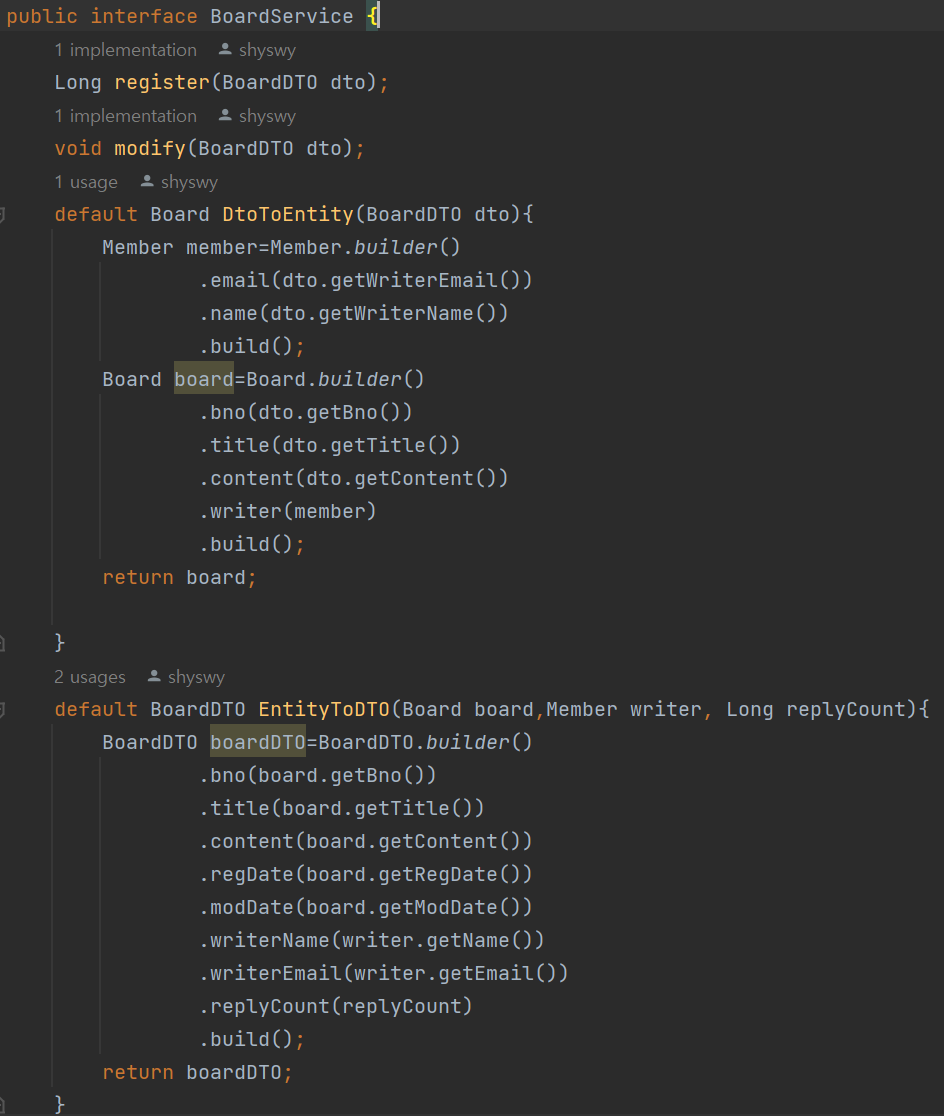 public interface BoardService {
1 implementation shyswy
Long register(BoardDTO dto);
1 implementation shyswy
void modify(BoardDTO dto);
1 usage shyswy
default Board DtoToEntity(BoardDTO dto){
Member member=Member.builder()
.email(dto.getWriterEmail())
.name(dto.getWriterName())
.build();
Board board=Board.builder()
.bno(dto.getBno())
.title(dto.getTitle())
.content(dto.getContent())
.writer(member)
.build();
return board;
}
2 usages shyswy
default BoardDTO EntityToDTO(Board board,Member writer, Long replyCount){
BoardDTO boardDTO=BoardDTO.builder()
.bno(board.getBno())
.title(board.getTitle())
.content(board.getContent())
.regDate(board.getRegDate())
.modDate(board.getModDate())
.writerName(writer.getName())
.writerEmail(writer.getEmail())
.replyCount(replyCount)
.build();
return boardDTO;
}